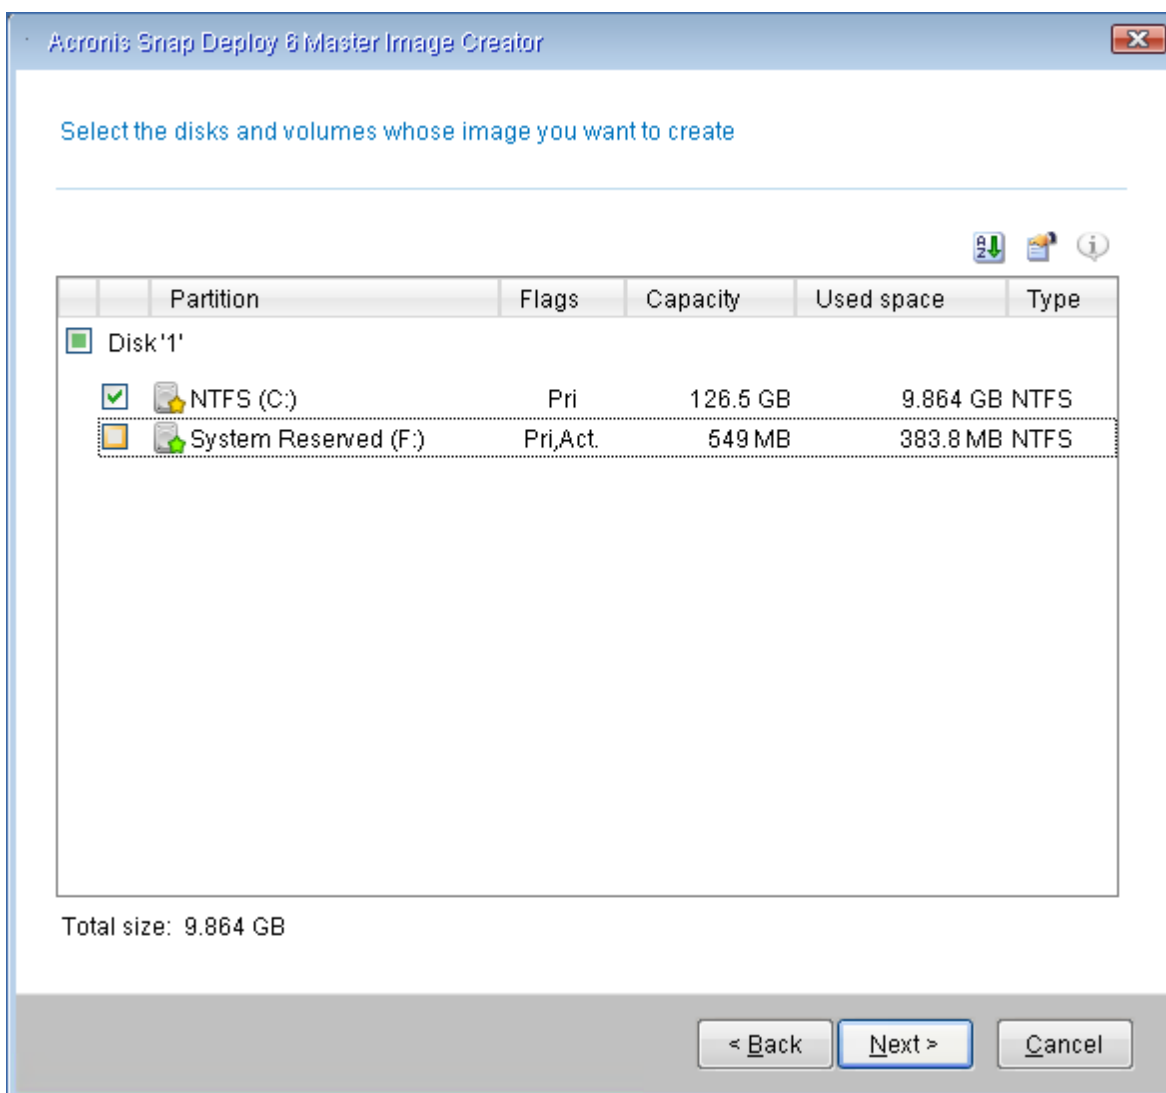 Acronis Snap Deploy 6 Master Image Creator
Select the disks and volumes whose image you want to create
Partition Flags Capacity Used space Type
Disk '1'
NTFS (C:) Pri 126.5 GB 9.864 GB NTFS
System Reserved (F:) Pri,Act. 549 MB 383.8 MB NTFS
Total size: 9.864 GB
< Back Next > Cancel